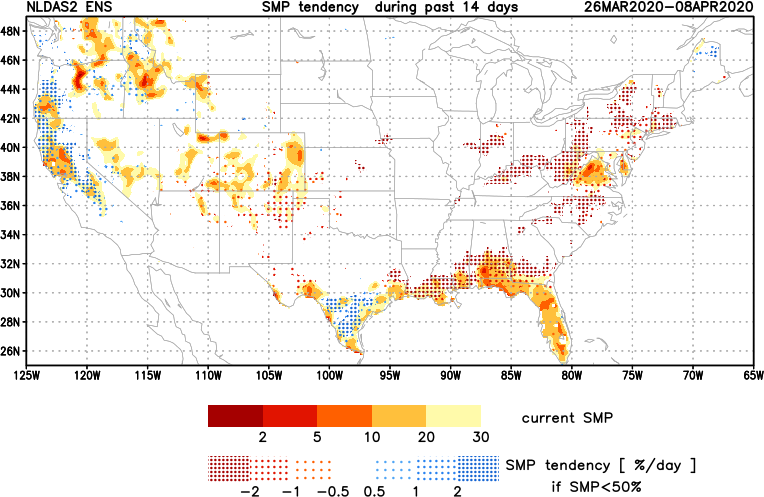 NLDAS2 ENS SMP tendency during past 14 days 26MAR2020-08APR2020
48N
46N
44N
42N
40N
38N
36N
34N
32N
30N
28N
26N
125W 120W 115W 110W 105W 100W 95W 90W 85W 80W 75W 70W 65W
current SMP
2 5 10 20 30
SMP tendency [ %/day ]
-2 -1 -0.5 0.5 1 2
if SMP<50%